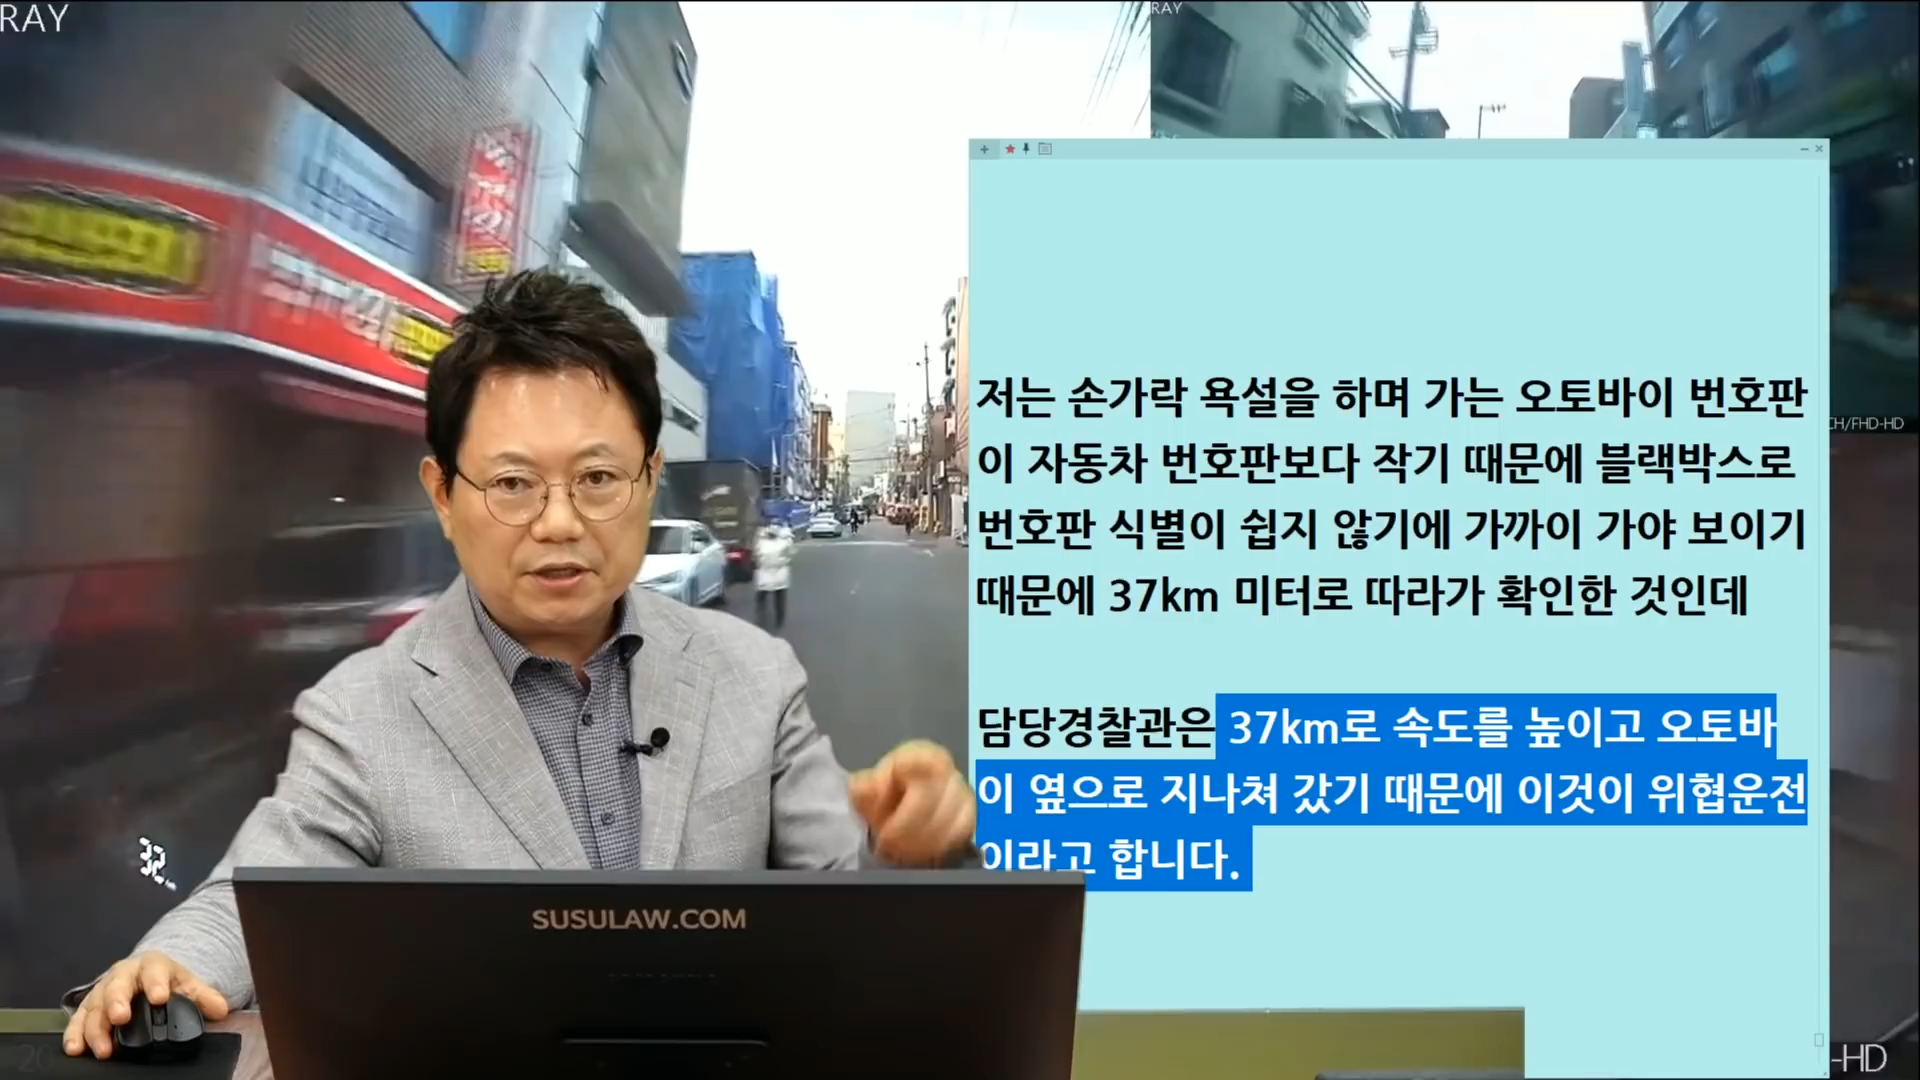 RAY
RAY
CH/FHD-HD
저는 손가락 욕설을 하며 가는 오토바이 번호판
이 자동차 번호판보다 작기 때문에 블랙박스로
번호판 식별이 쉽지 않기에 가까이 가야 보이기
때문에 37km 미터로 따라가 확인한 것인데
담당경찰관은 37km로 속도를 높이고 오토바
이 옆으로 지나쳐 갔기 때문에 이것이 위협운전
이라고 합니다.
32
SUSULAW.COM
20
-HD